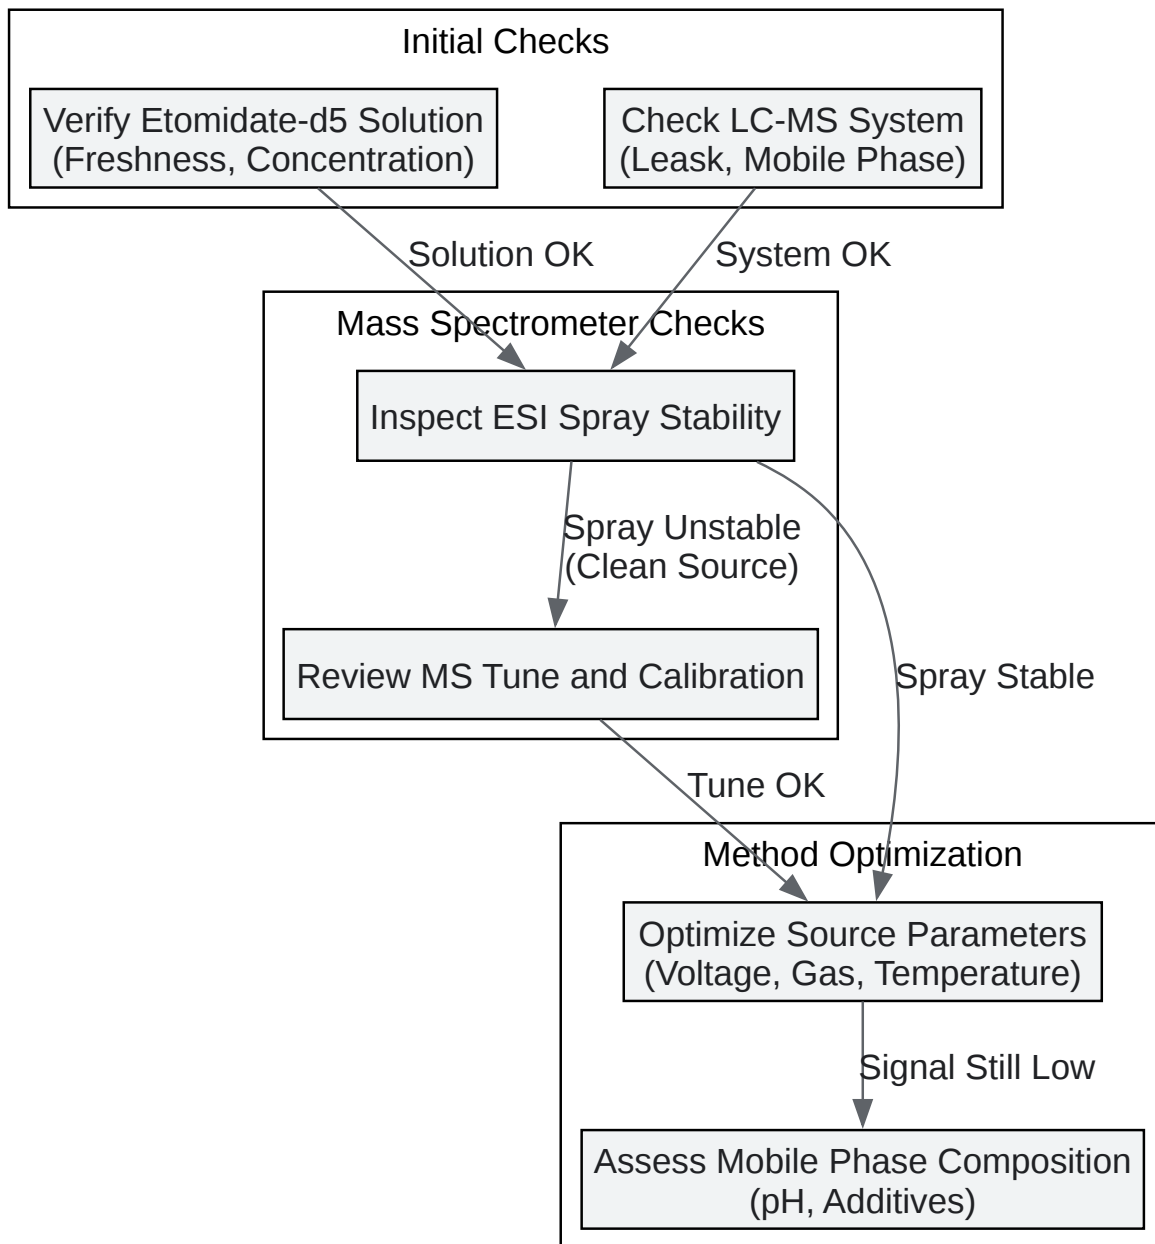 Initial Checks
Verify Etomidate-d5 Solution
(Freshness, Concentration)
Check LC-MS System
(Leask, Mobile Phase)
Solution OK
System OK
Mass Spectrometer Checks
Inspect ESI Spray Stability
Spray Unstable
(Clean Source)
Review MS Tune and Calibration
Spray Stable
Tune OK
Method Optimization
Optimize Source Parameters
(Voltage, Gas, Temperature)
Signal Still Low
Assess Mobile Phase Composition
(pH, Additives)